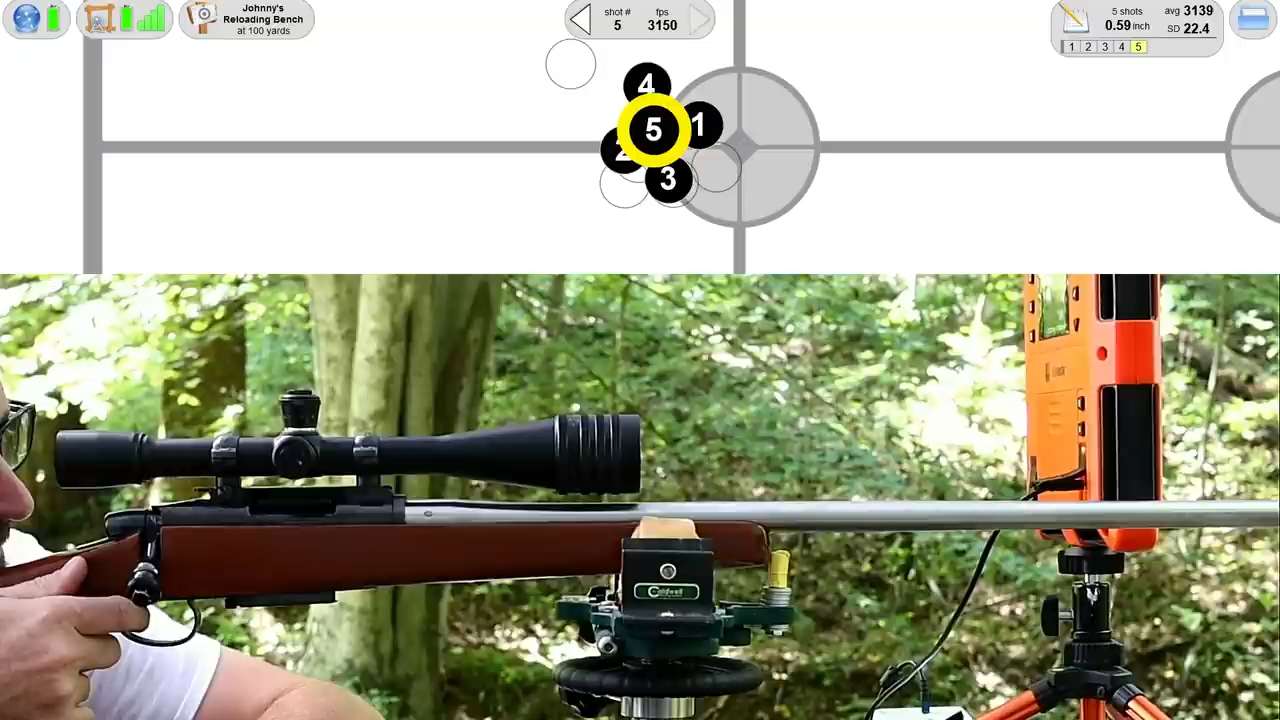 Johnny's
Reloading Bench
at 100 yards
shot # fps
5 3150
5 shots avg 3139
0.59 inch SD 22.4
1 2 3 4 5
4
5 1
2
3
Caldwell